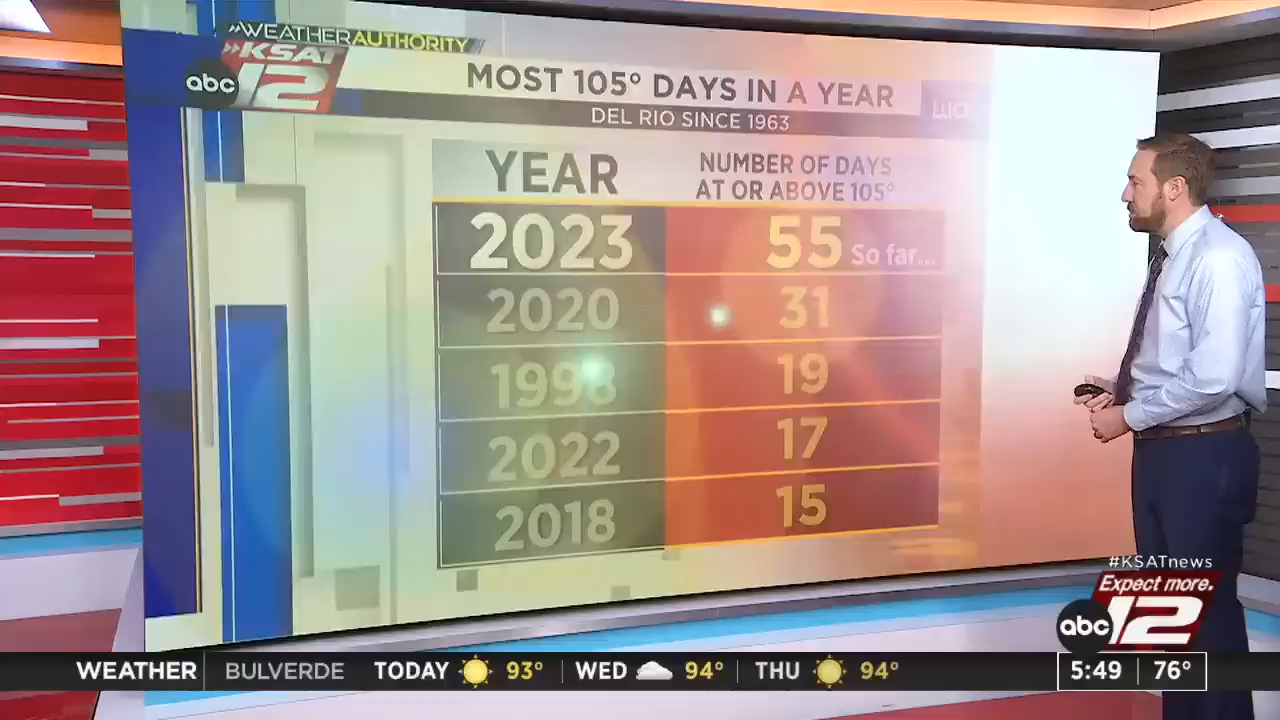 »WEATHERAUTHORITY
»KSAT
abc 12
MOST 105° DAYS IN A YEAR
DEL RIO SINCE 1963
YEAR
NUMBER OF DAYS
AT OR ABOVE 105°
2023 55 So far...
2020 31
1998 19
2022 17
2018 15
#KSATnews
Expect more.
abc 12
WEATHER BULVERDE TODAY 93° WED 94° THU 94° 5:49 76°